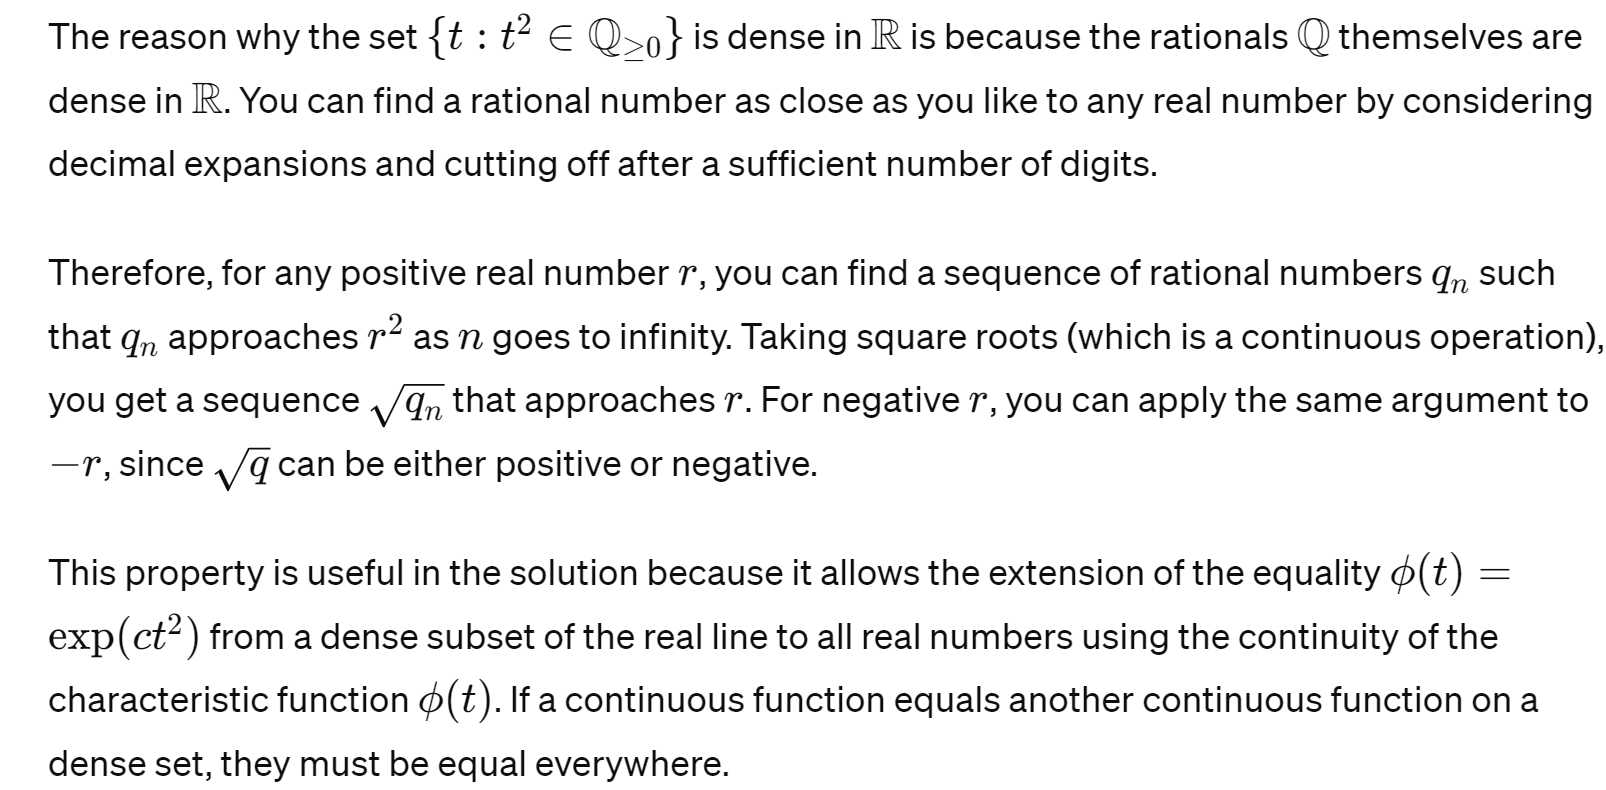 The reason why the set {t : t² ∈ ℚ≥0} is dense in ℝ is because the rationals ℚ themselves are
dense in ℝ. You can find a rational number as close as you like to any real number by considering
decimal expansions and cutting off after a sufficient number of digits.
Therefore, for any positive real number r, you can find a sequence of rational numbers qₙ such
that qₙ approaches r² as n goes to infinity. Taking square roots (which is a continuous operation),
you get a sequence √qₙ that approaches r. For negative r, you can apply the same argument to
−r, since √q can be either positive or negative.
This property is useful in the solution because it allows the extension of the equality ϕ(t) =
exp(ct²) from a dense subset of the real line to all real numbers using the continuity of the
characteristic function ϕ(t). If a continuous function equals another continuous function on a
dense set, they must be equal everywhere.